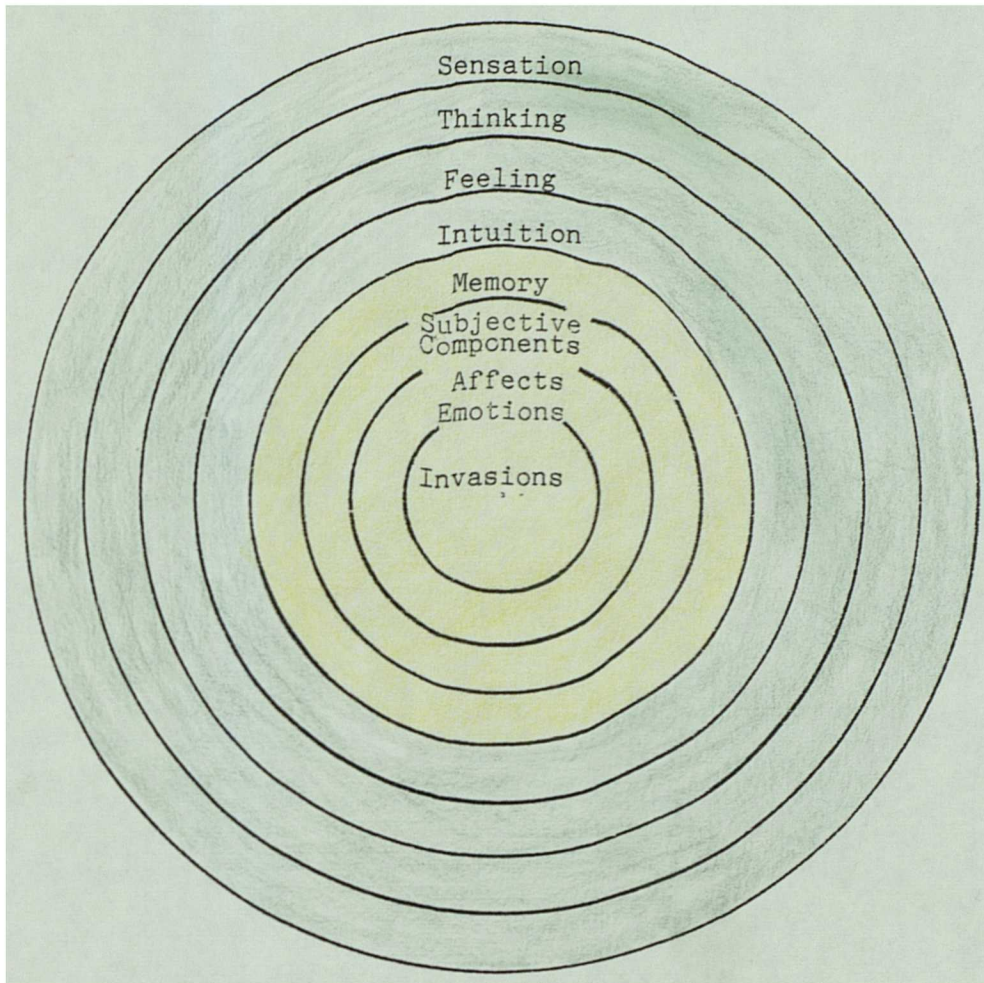 Sensation
Thinking
Feeling
Intuition
Memory
Subjective
Components
Affects
Emotions
Invasions